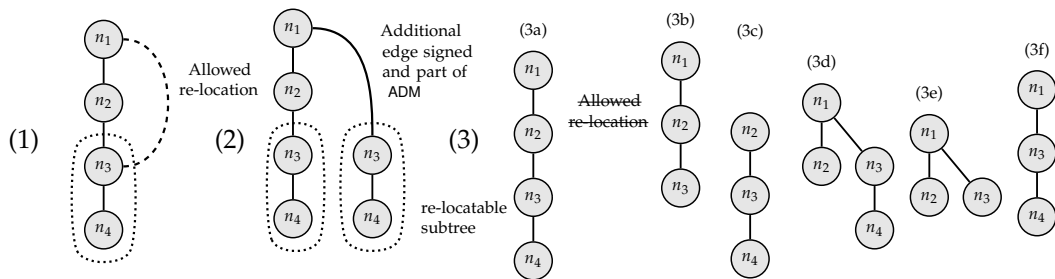 (1)
n1
n2
n3
n4
Allowed
re-location
(2)
n1
n2
n3
n4
n3
n4
Additional
edge signed
and part of
ADM
re-locatable
subtree
(3)
(3a)
n1
n2
n3
n4
Allowed
re-location
(3b)
n1
n2
n3
(3c)
n2
n3
n4
(3d)
n1
n2
n3
n4
(3e)
n1
n2
n3
(3f)
n1
n3
n4